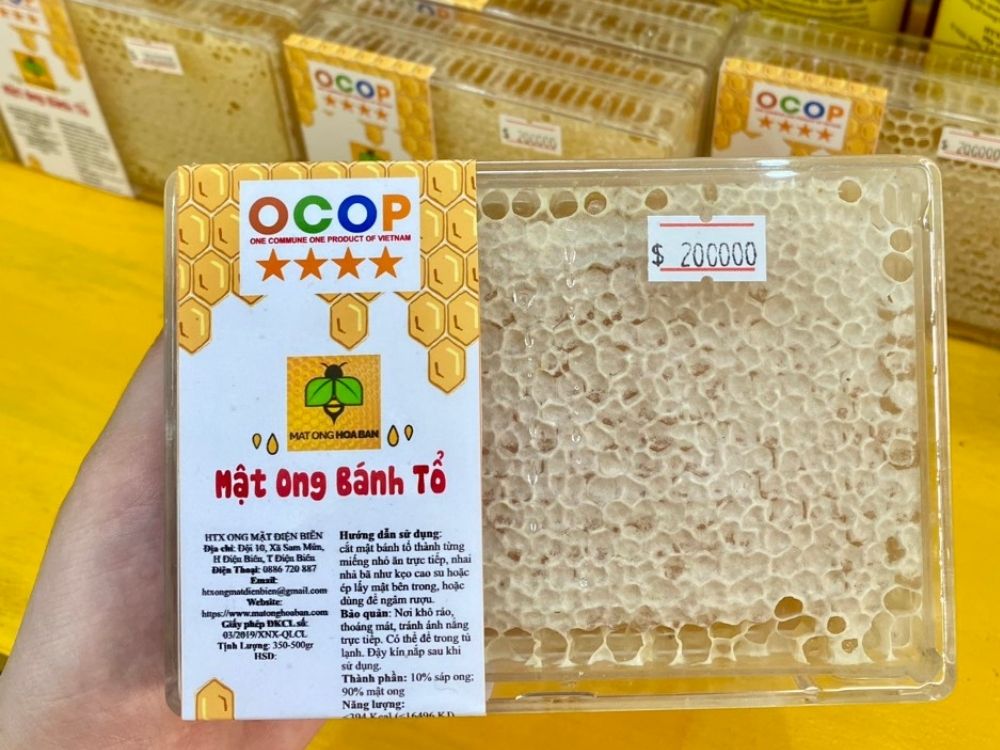 OCOP
ONE COMMUNE ONE PRODUCT OF VIETNAM
MAT ONG HOA BAN
Mật Ong Bánh Tổ
HTX ONG MẬT ĐIỆN BIÊN
Địa chỉ: Đội 10, Xã Sam Mứn,
H Điện Biên, T Điện Biên
Điện Thoại: 0886 720 887
Email:
htxongmatdienbien@gmail.com
Website:
https://www.matonghoaban.com
Giấy phép ĐKCL số:
03/2019/XNX-QLCL
Tịnh Lượng: 350-500gr
HSD:
Hướng dẫn sử dụng:
cắt mật bánh tổ thành từng
miếng nhỏ ăn trực tiếp, nhai
nhả bã như kẹo cao su hoặc
ép lấy mật bên trong, hoặc
dùng để ngâm rượu.
Bảo quản: Nơi khô ráo,
thoáng mát, tránh ánh nắng
trực tiếp. Có thể để trong tủ
lạnh. Đậy kín nắp sau khi
sử dụng.
Thành phần: 10% sáp ong;
90% mật ong
Năng lượng:
$ 200000
OCOP
$ 200000
OCOP
$ 200000
Mật Ong Bánh Tổ